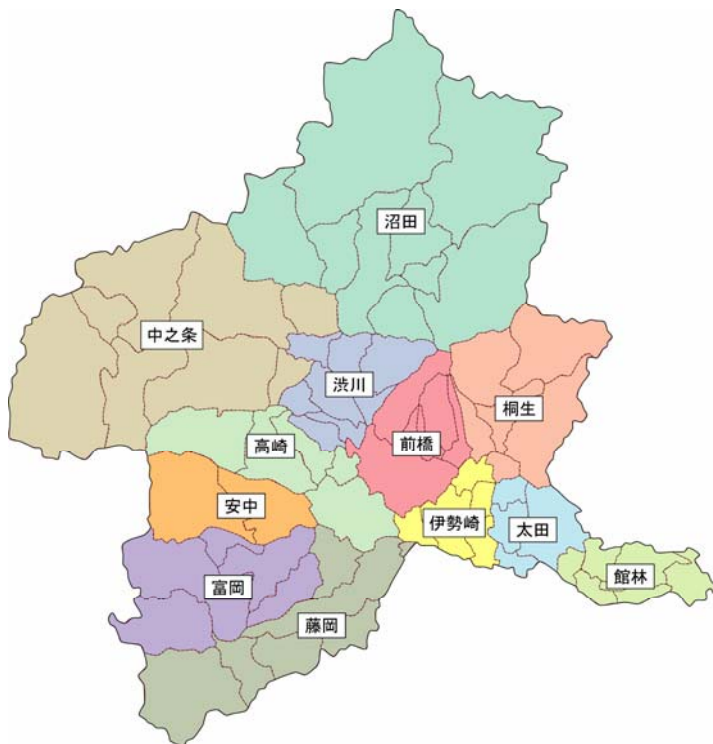 沼田
中之条
渋川
桐生
高崎
前橋
安中
伊勢崎
太田
館林
富岡
藤岡